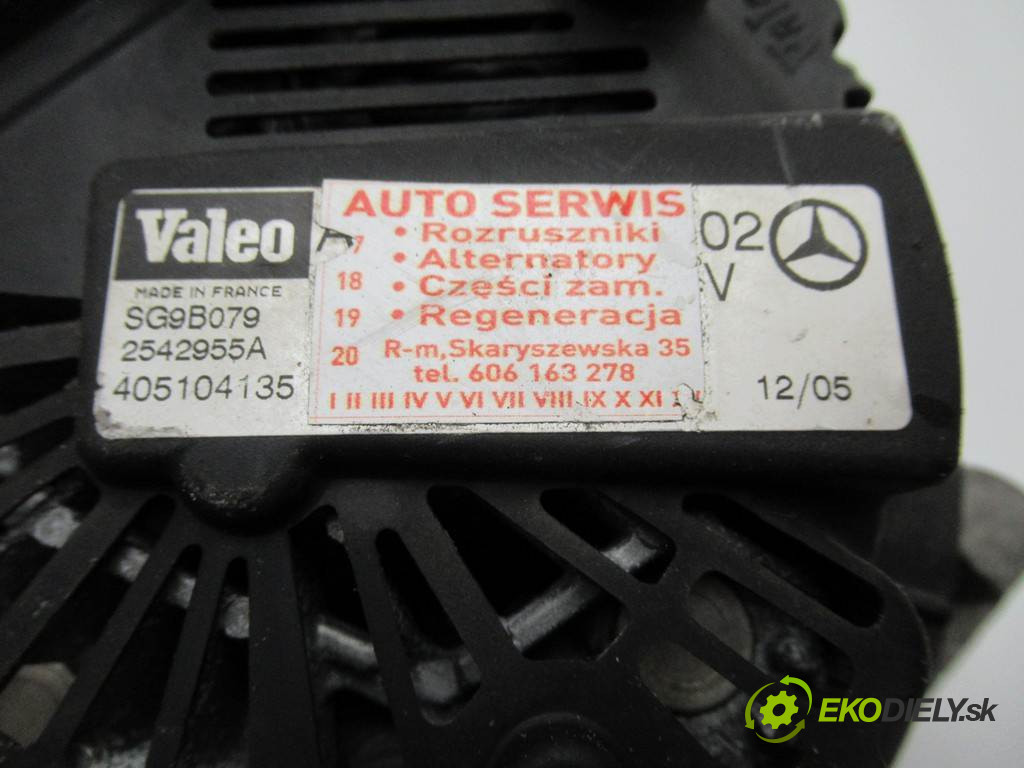 Valeo
MADE IN FRANCE
SG9B079
2542955A
405104135
A
02
V
12/05
AUTO SERWIS
• Rozruszniki
• Alternatory
• Części zam.
• Regeneracja
7
18
19
20
R-m, Skaryszewska 35
tel. 606 163 278
I II III IV V VI VII VIII IX X XI
EKODIELY.sk